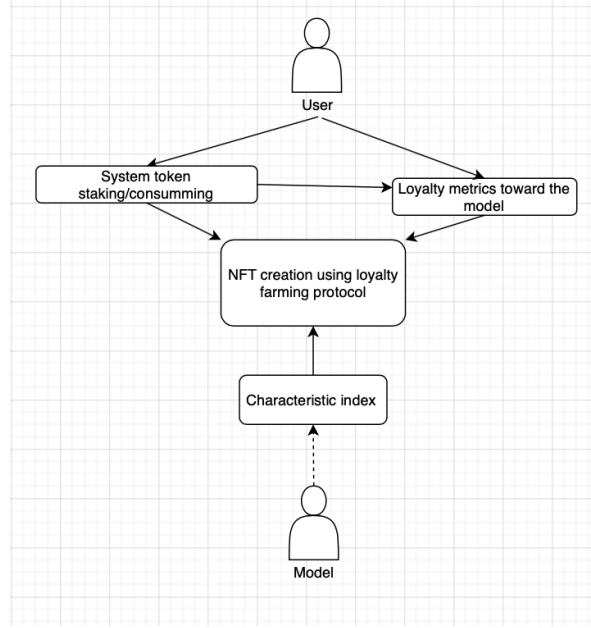 User
System token
staking/consumming)
Loyalty metrics toward the
model
NFT creation using loyalty
farming protocol
Characteristic index
Model